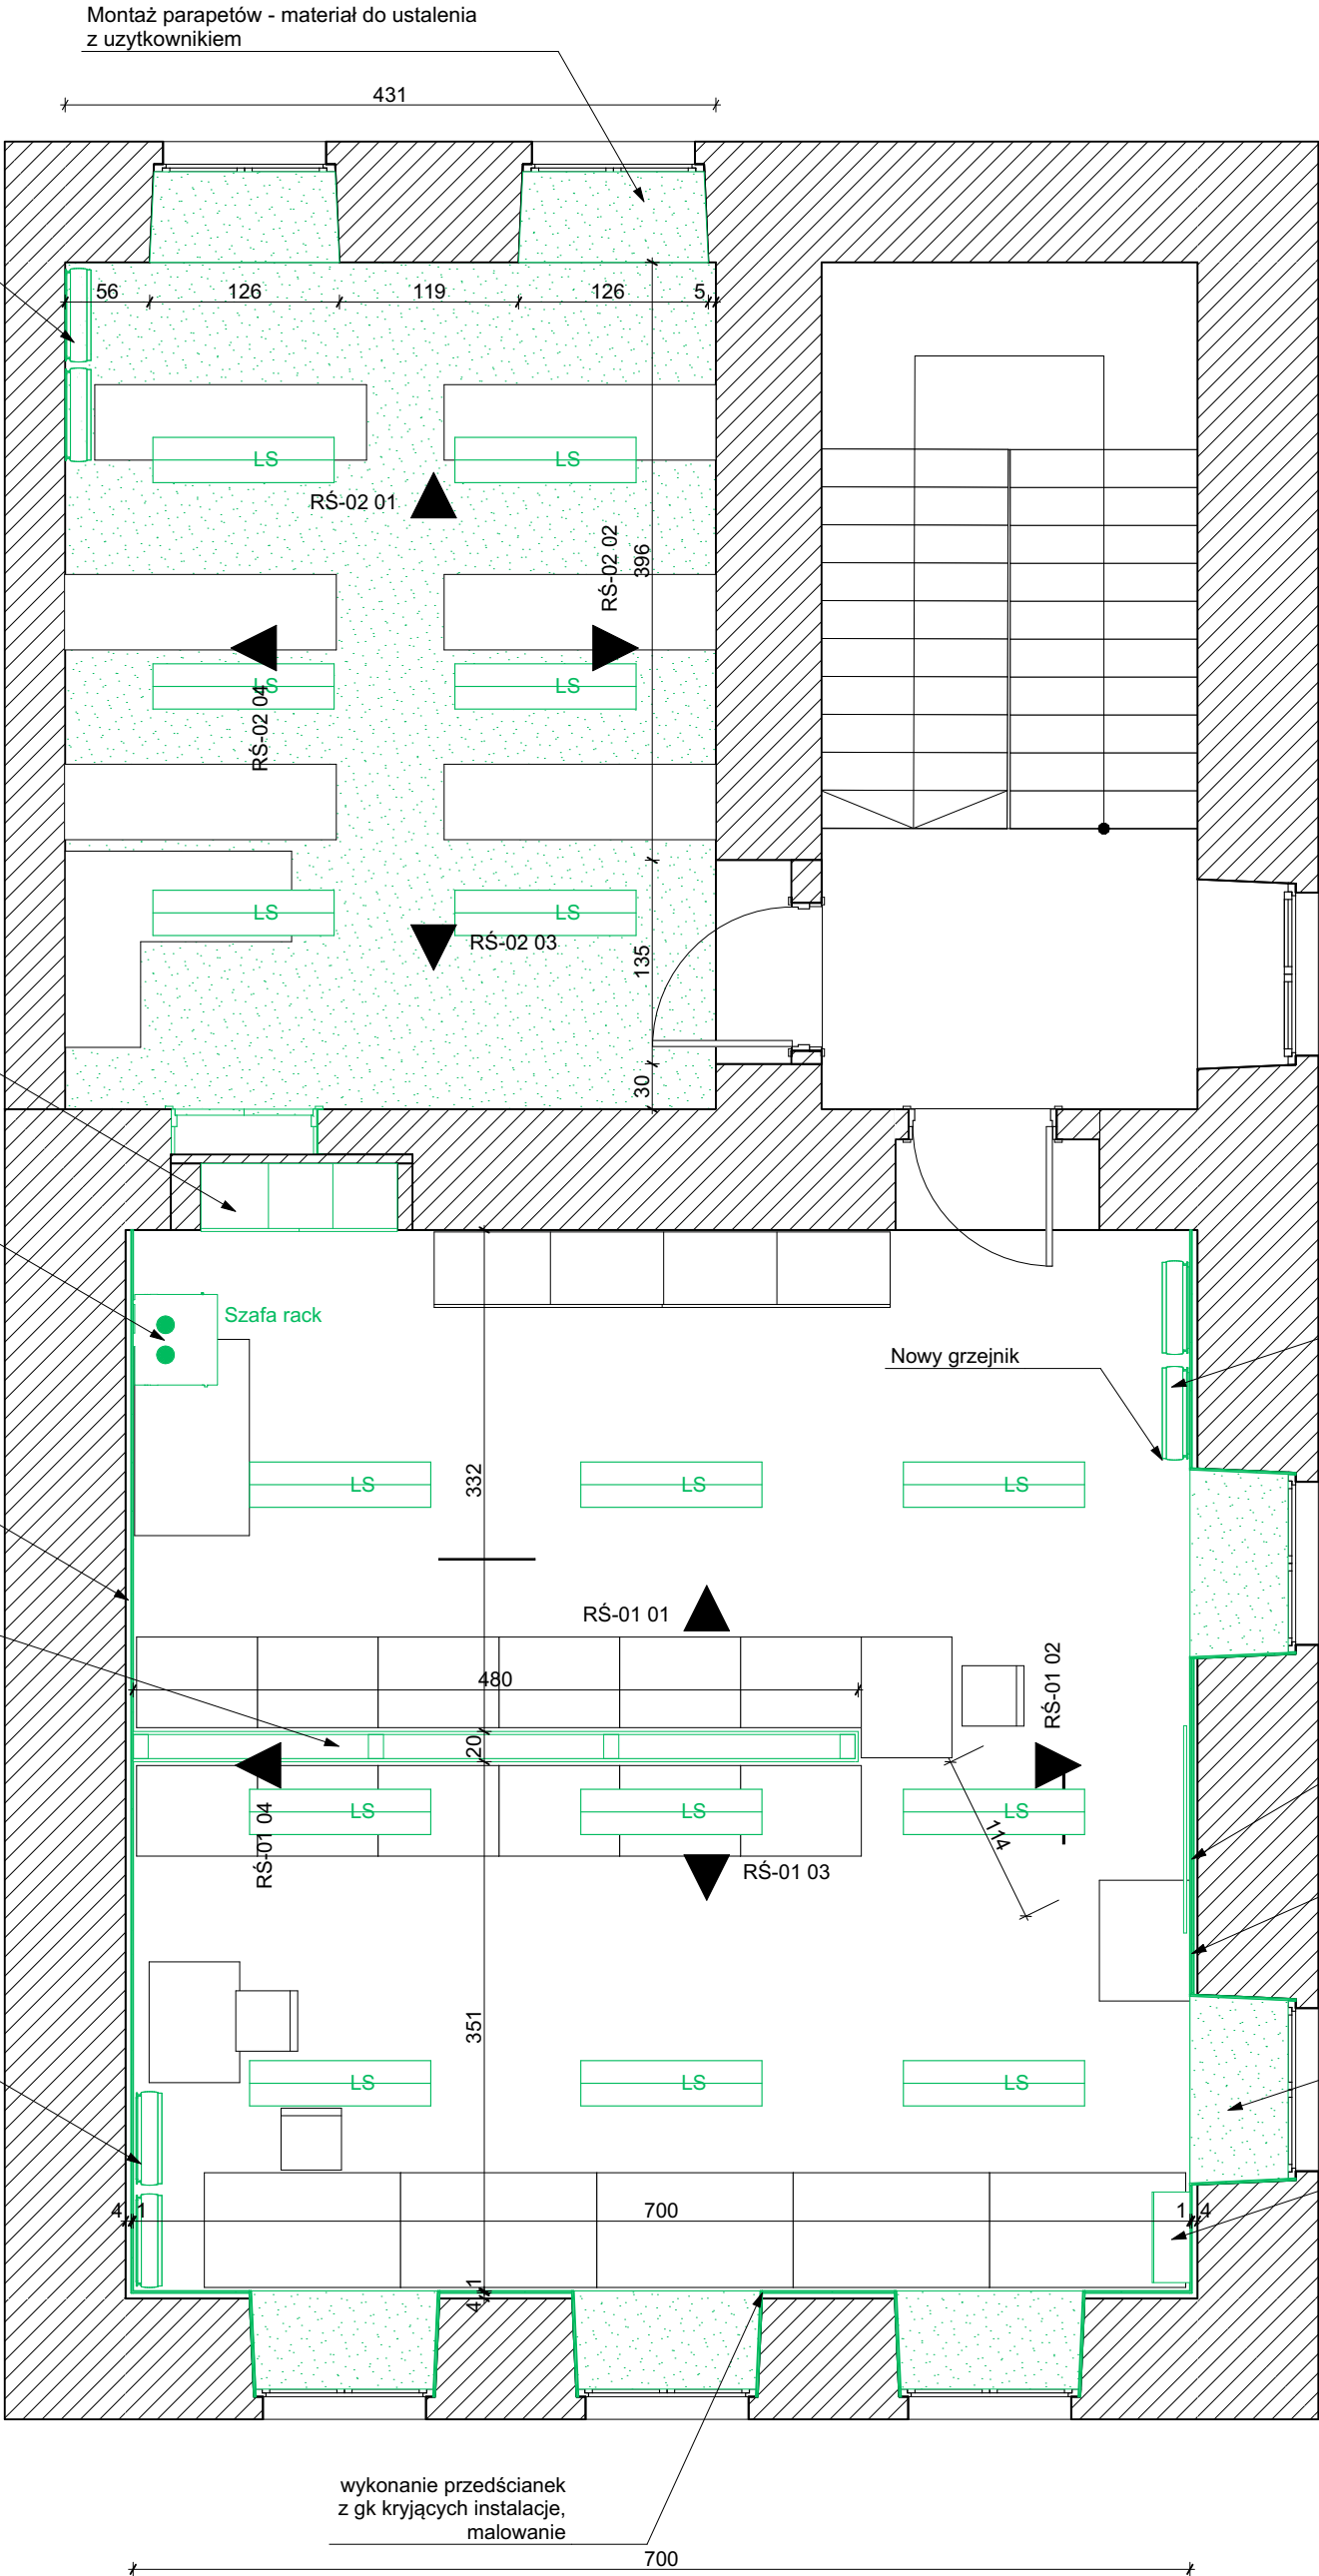 Montaż parapetów - materiał do ustalenia
z uzytkownikiem
431
56 126 119 126 5
LS LS
RŚ-02 01
RŚ-02 02
396
LS LS
RŚ-02 04
LS LS
RŚ-02 03
135
30
Szafa rack
Nowy grzejnik
332
LS LS LS
RŚ-01 01
RŚ-01 02
480
20
LS LS LS
RŚ-01 04
114
RŚ-01 03
351
LS LS LS
4 1 700 1 4
4 1
wykonanie przedścianek
z gk kryjących instalacje,
malowanie
700